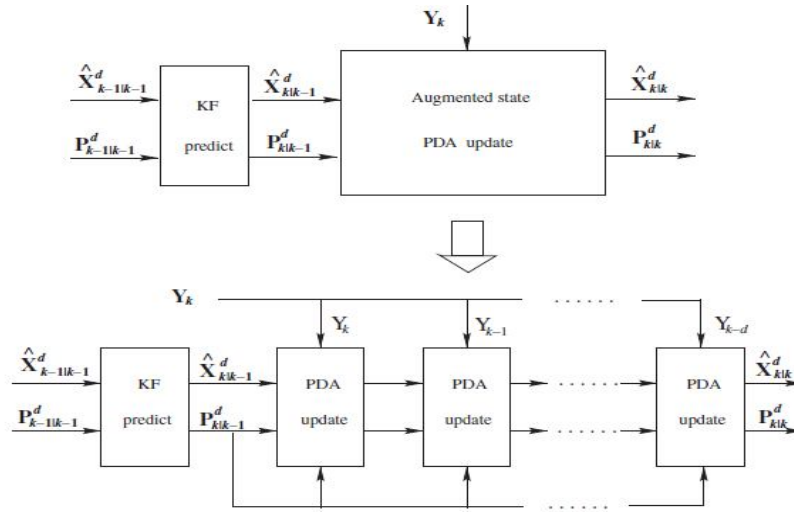 Y_k
X̂^d_{k-1|k-1} KF X̂^d_{k|k-1} Augmented state X̂^d_{k|k}
P^d_{k-1|k-1} predict P^d_{k|k-1} PDA update P^d_{k|k}
Y_k ......
Y_k Y_{k-1} Y_{k-d}
X̂^d_{k-1|k-1} KF X̂^d_{k|k-1} PDA PDA ...... PDA X̂^d_{k|k}
P^d_{k-1|k-1} predict P^d_{k|k-1} update update ...... update P^d_{k|k}
......